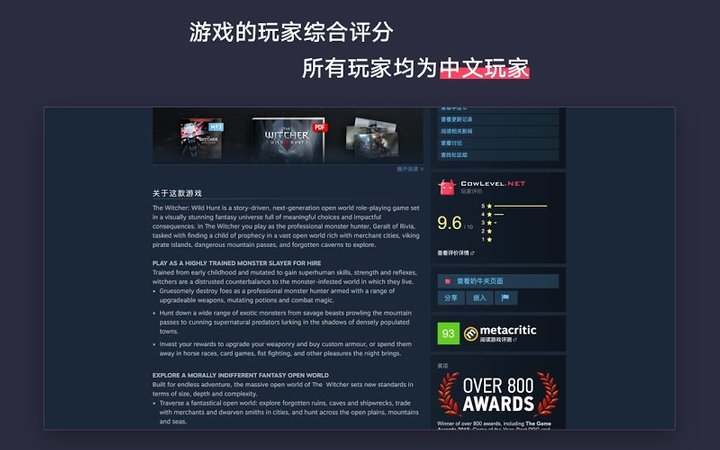 游戏的玩家综合评分
所有玩家均为中文玩家
MP3
THE
WITCHER
WILD HUNT
PDF
展开阅读
关于这款游戏
The Witcher: Wild Hunt is a story-driven, next-generation open world role-playing game set
in a visually stunning fantasy universe full of meaningful choices and impactful
consequences. In The Witcher you play as the professional monster hunter, Geralt of Rivia,
tasked with finding a child of prophecy in a vast open world rich with merchant cities, viking
pirate islands, dangerous mountain passes, and forgotten caverns to explore.
PLAY AS A HIGHLY TRAINED MONSTER SLAYER FOR HIRE
Trained from early childhood and mutated to gain superhuman skills, strength and reflexes,
witchers are a distrusted counterbalance to the monster-infested world in which they live.
• Gruesomely destroy foes as a professional monster hunter armed with a range of
upgradeable weapons, mutating potions and combat magic.
• Hunt down a wide range of exotic monsters from savage beasts prowling the mountain
passes to cunning supernatural predators lurking in the shadows of densely populated
towns.
• Invest your rewards to upgrade your weaponry and buy custom armour, or spend them
away in horse races, card games, fist fighting, and other pleasures the night brings.
EXPLORE A MORALLY INDIFFERENT FANTASY OPEN WORLD
Built for endless adventure, the massive open world of The Witcher sets new standards in
terms of size, depth and complexity.
• Traverse a fantastical open world: explore forgotten ruins, caves and shipwrecks, trade
with merchants and dwarven smiths in cities, and hunt across the open plains, mountains
and seas.
查看更新记录
阅读相关新闻
查看讨论
查找社区组
COWLEVEL.NET
玩家评价
9.6 / 10
5
4
3
2
1
查看评价详情
查看奶牛关页面
分享 嵌入
93 metacritic
阅读游戏评测
奖项
OVER 800
AWARDS
Winner of over 800 awards, including The Game